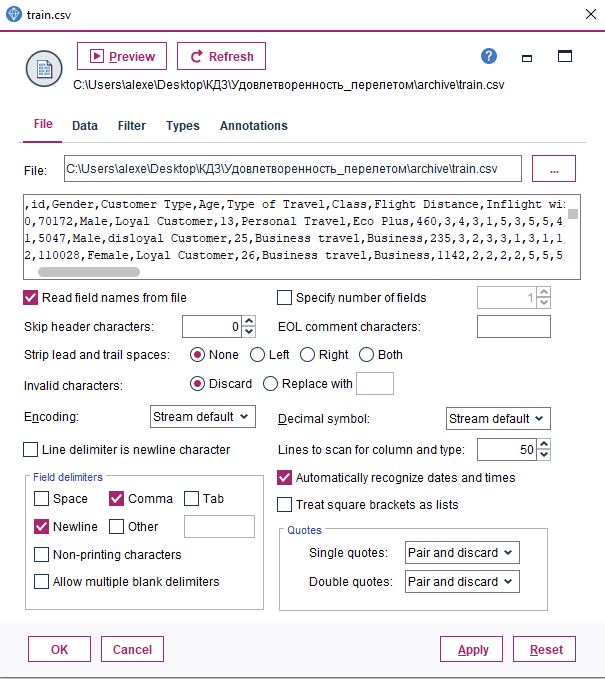 train.csv
Preview
Refresh
?
C:\Users\alexe\Desktop\КДЗ\Удовлетворенность_перелетом\archive\train.csv
File
Data
Filter
Types
Annotations
File:
C:\Users\alexe\Desktop\КДЗ\Удовлетворенность_перелетом\archive\train.csv
...
,id,Gender,Customer Type,Age,Type of Travel,Class,Flight Distance,Inflight wi
0,70172,Male,Loyal Customer,13,Personal Travel,Eco Plus,460,3,4,3,1,5,3,5,5,4,
1,5047,Male,disloyal Customer,25,Business travel,Business,235,3,2,3,3,1,3,1,1,
2,110028,Female,Loyal Customer,26,Business travel,Business,1142,2,2,2,2,5,5,5,
Read field names from file
Specify number of fields
1
Skip header characters:
0
EOL comment characters:
Strip lead and trail spaces:
None
Left
Right
Both
Invalid characters:
Discard
Replace with
Encoding:
Stream default
Decimal symbol:
Stream default
Line delimiter is newline character
Lines to scan for column and type:
50
Field delimiters
Space
Comma
Tab
Newline
Other
Non-printing characters
Allow multiple blank delimiters
Automatically recognize dates and times
Treat square brackets as lists
Quotes
Single quotes:
Pair and discard
Double quotes:
Pair and discard
OK
Cancel
Apply
Reset